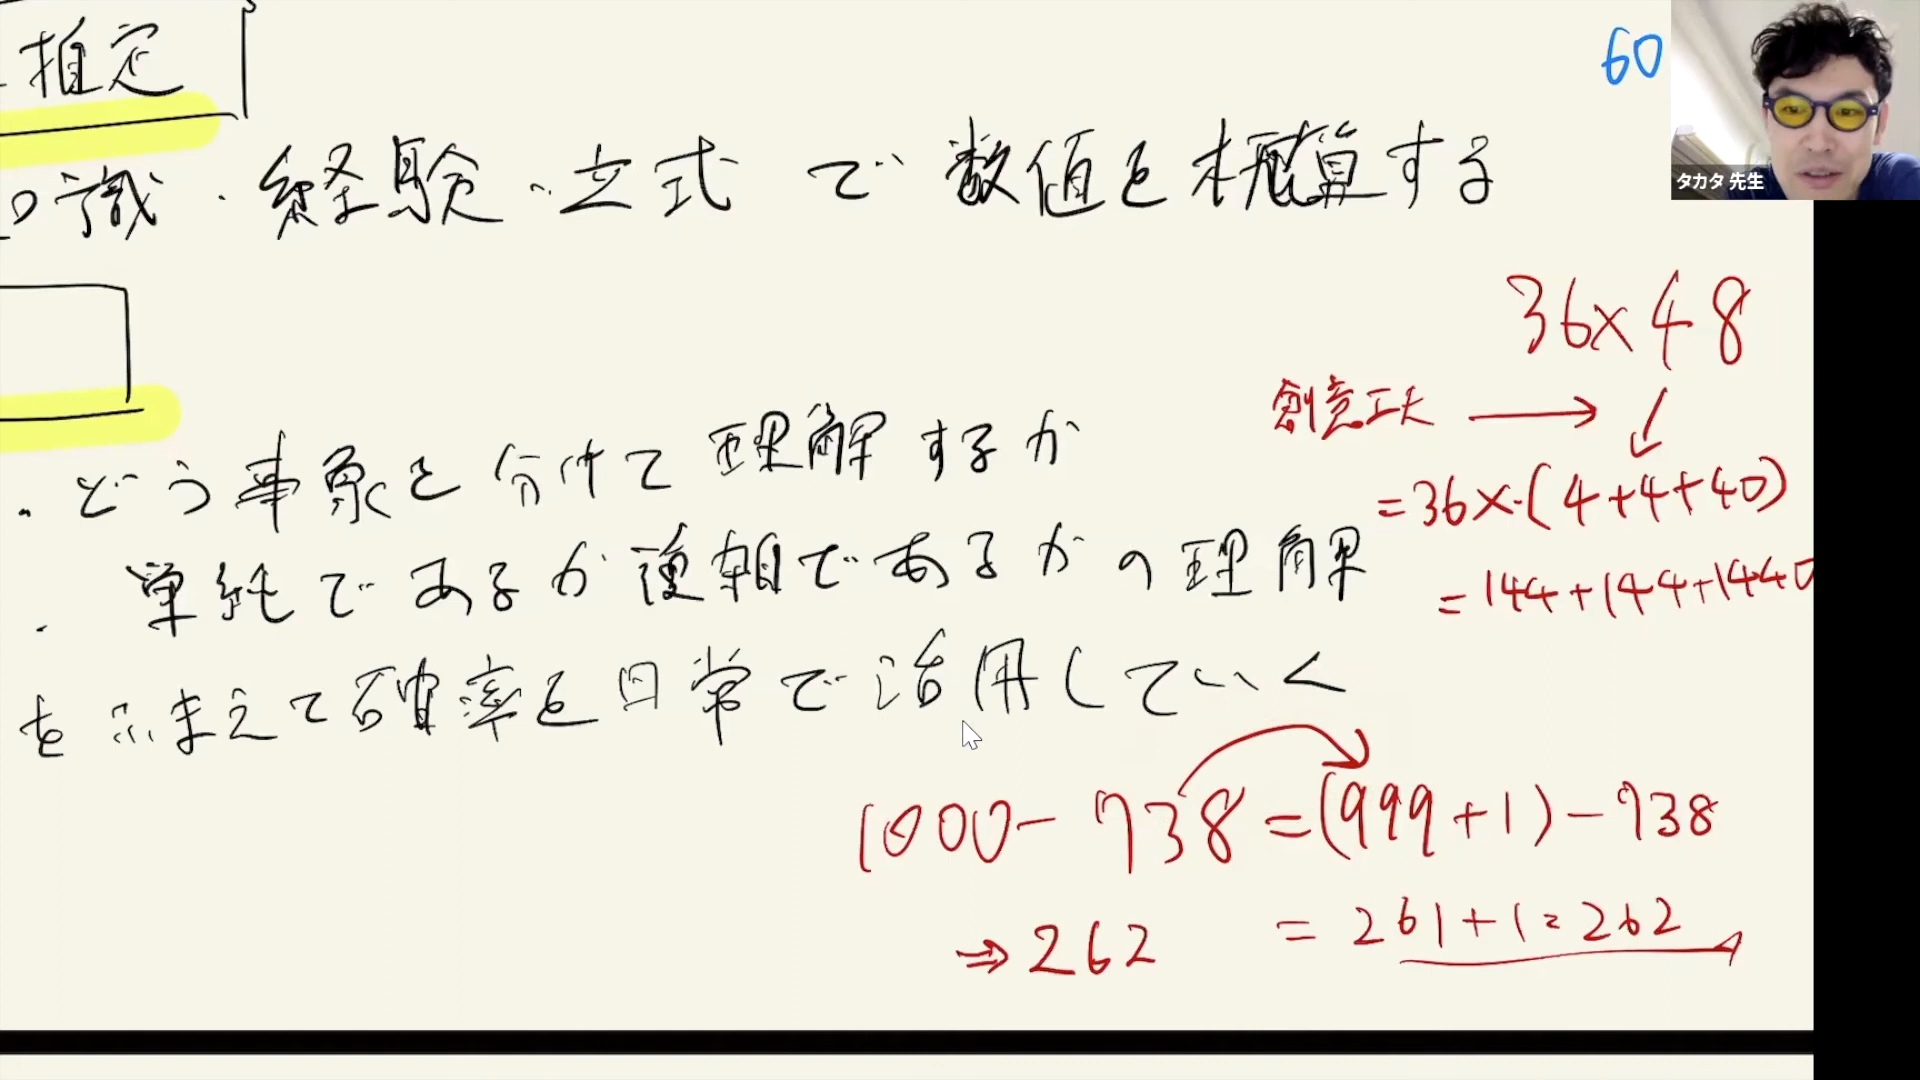 推定
60
識・経験・立式 で 数値を概算する
タカタ 先生
36×48
創意工夫 →
・どう事象を分けて理解するか
=36×(4+4+40)
・単純であるか複雑であるかの理解
=144+144+1440
をふまえて確率を日常で活用していく
1000-738=(999+1)-738
⇒262
=261+1=262